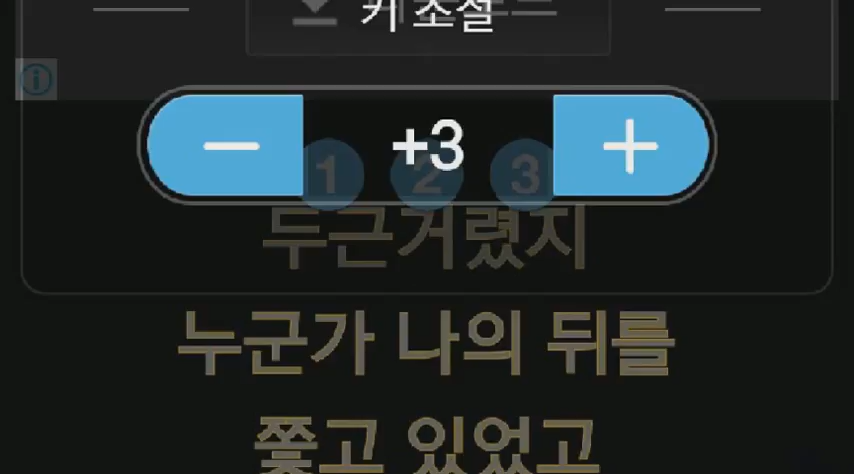 키 조절
− +3 +
1 2 3
두근거렸지
누군가 나의 뒤를
쫓고 있었고